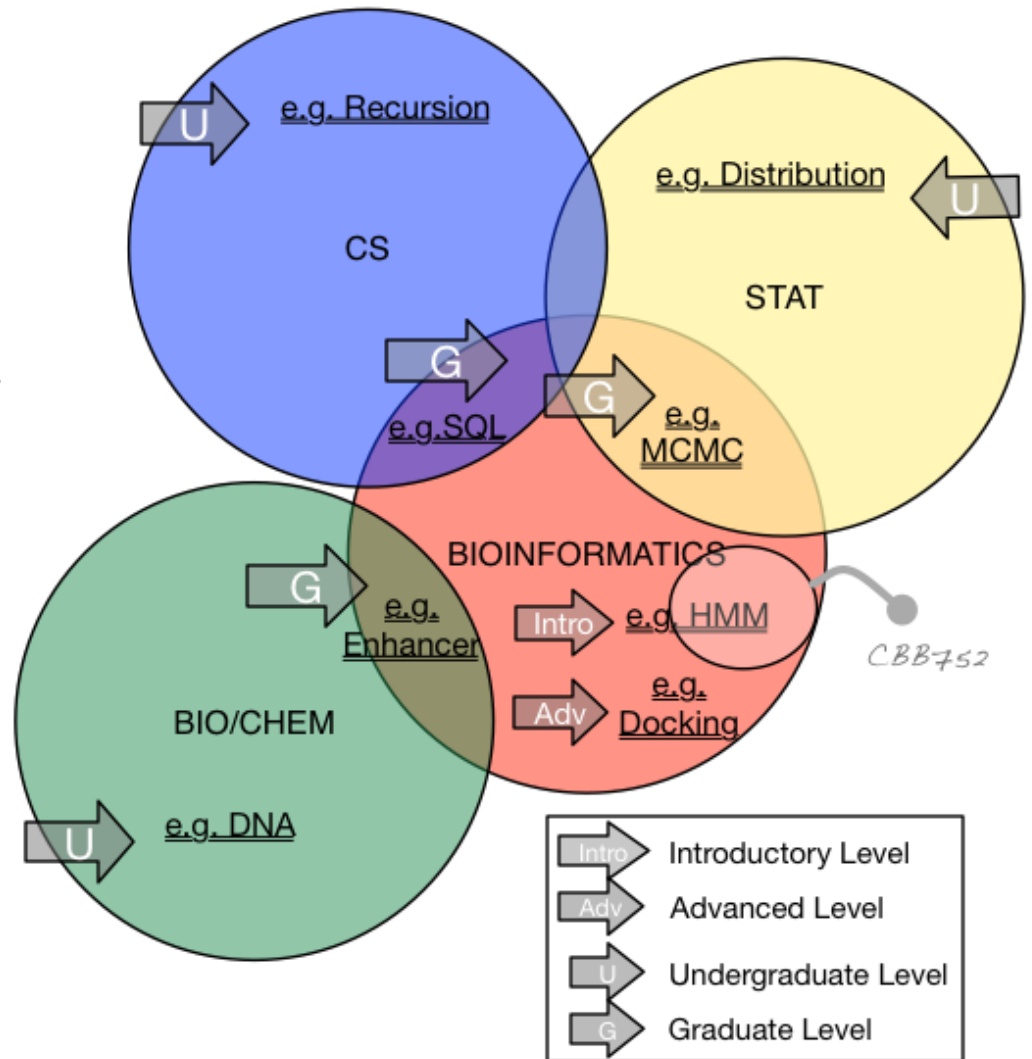 e.g. Recursion
U
CS
e.g. Distribution
U
STAT
G
e.g.SQL
G
e.g.
MCMC
BIOINFORMATICS
G
e.g.
Enhancer
Intro
e.g. HMM
CBB752
Adv
e.g.
Docking
BIO/CHEM
U
e.g. DNA
Intro Introductory Level
Adv Advanced Level
U Undergraduate Level
G Graduate Level